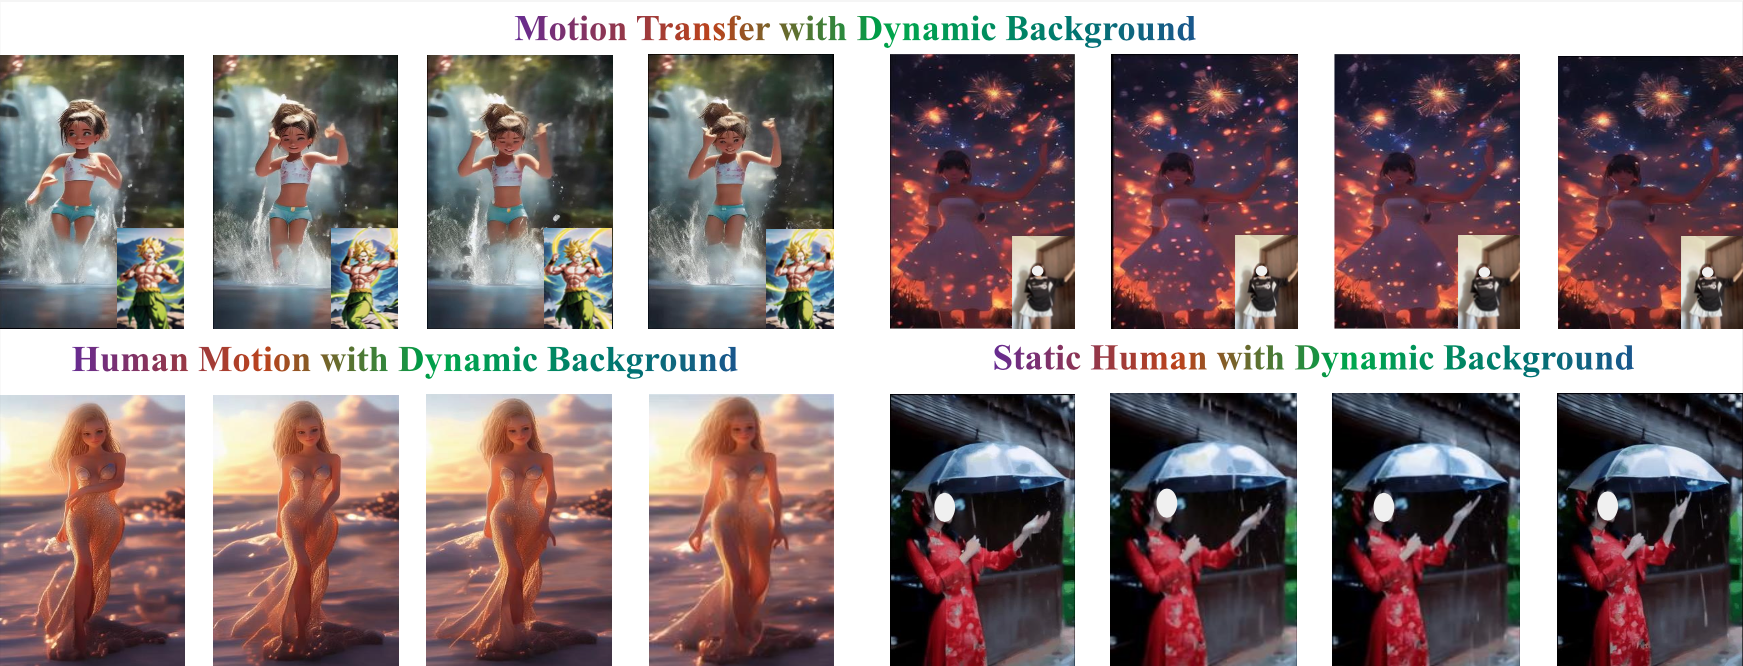 Motion Transfer with Dynamic Background
Human Motion with Dynamic Background
Static Human with Dynamic Background